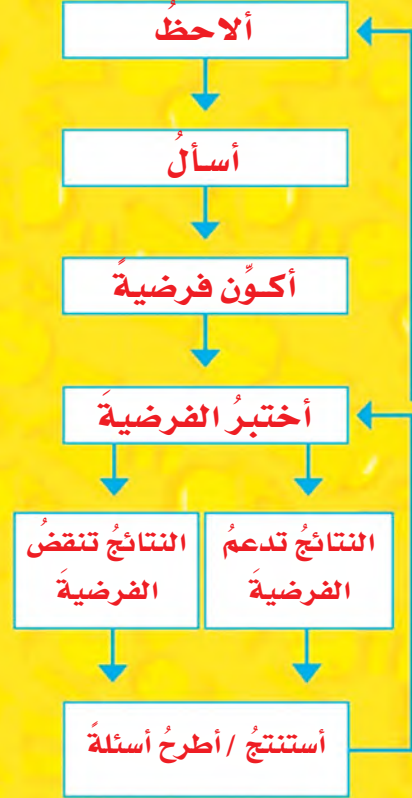 ألاحظُ
أسألُ
أكوِّن فرضيةً
أختبرُ الفرضيةَ
النتائجُ تدعمُ
الفرضيةَ
النتائجُ تنقضُ
الفرضيةَ
أستنتجُ / أطرحُ أسئلةً